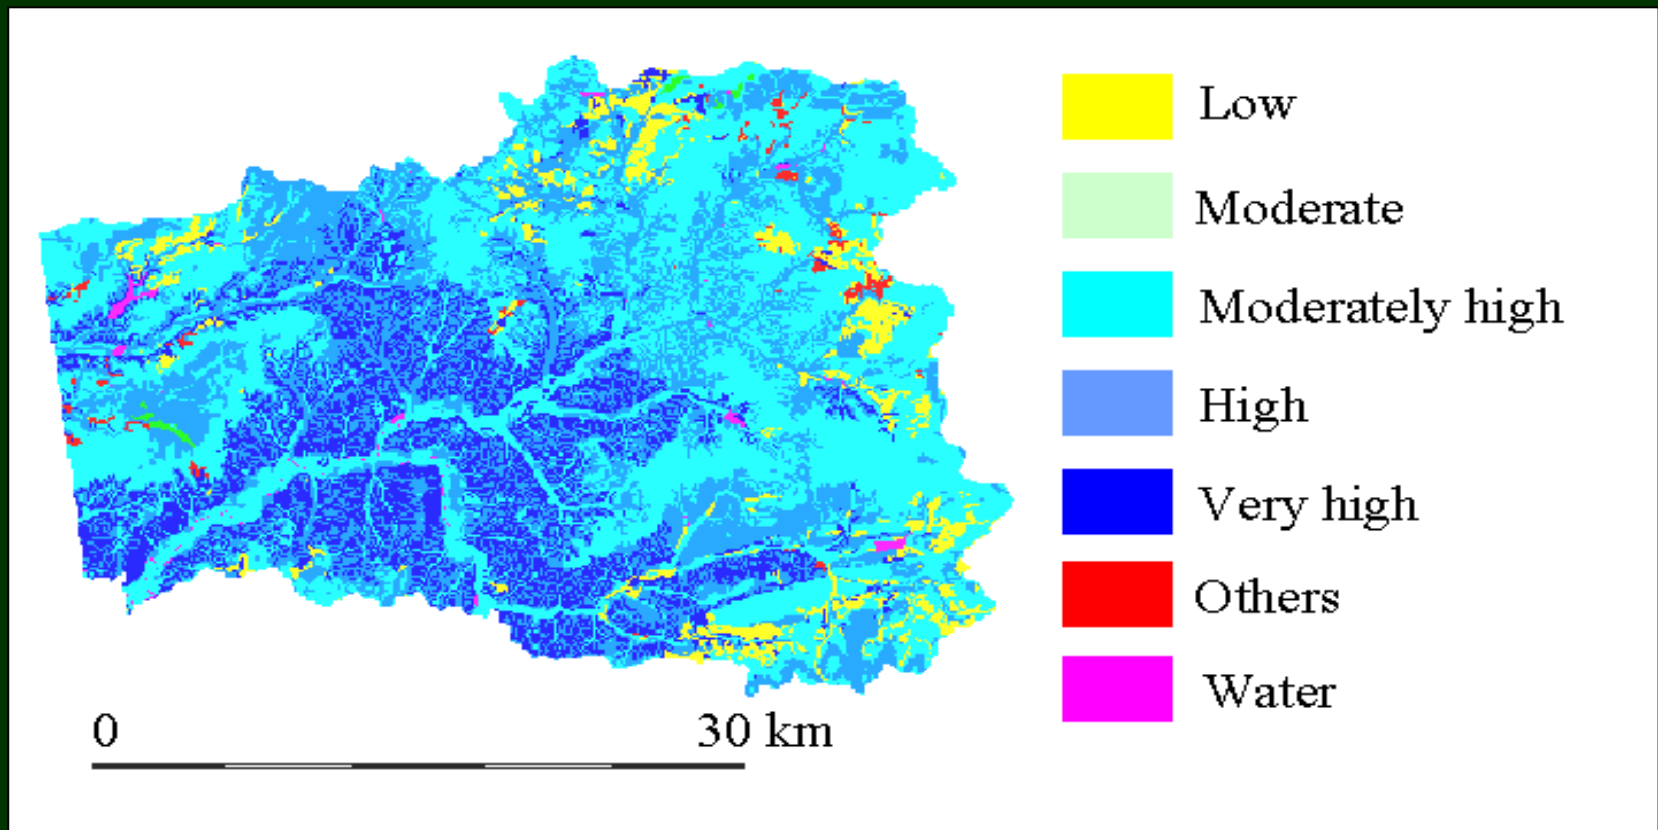 Low
Moderate
Moderately high
High
Very high
Others
Water
0 30 km